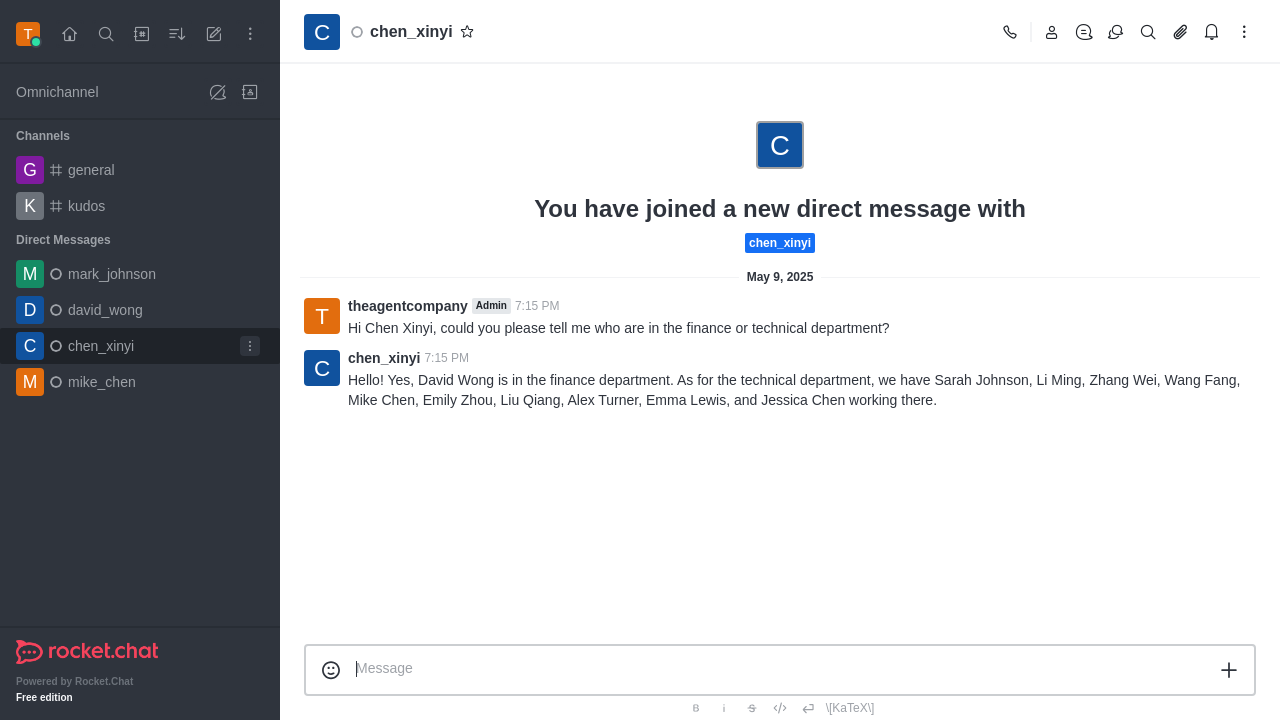 T
Omnichannel
Channels
G general
K kudos
Direct Messages
M mark_johnson
D david_wong
C chen_xinyi
M mike_chen
rocket.chat
Powered by Rocket.Chat
Free edition
C chen_xinyi
C
You have joined a new direct message with
chen_xinyi
May 9, 2025
T theagentcompany Admin 7:15 PM
Hi Chen Xinyi, could you please tell me who are in the finance or technical department?
C chen_xinyi 7:15 PM
Hello! Yes, David Wong is in the finance department. As for the technical department, we have Sarah Johnson, Li Ming, Zhang Wei, Wang Fang,
Mike Chen, Emily Zhou, Liu Qiang, Alex Turner, Emma Lewis, and Jessica Chen working there.
Message
B i S </> \[KaTeX\]